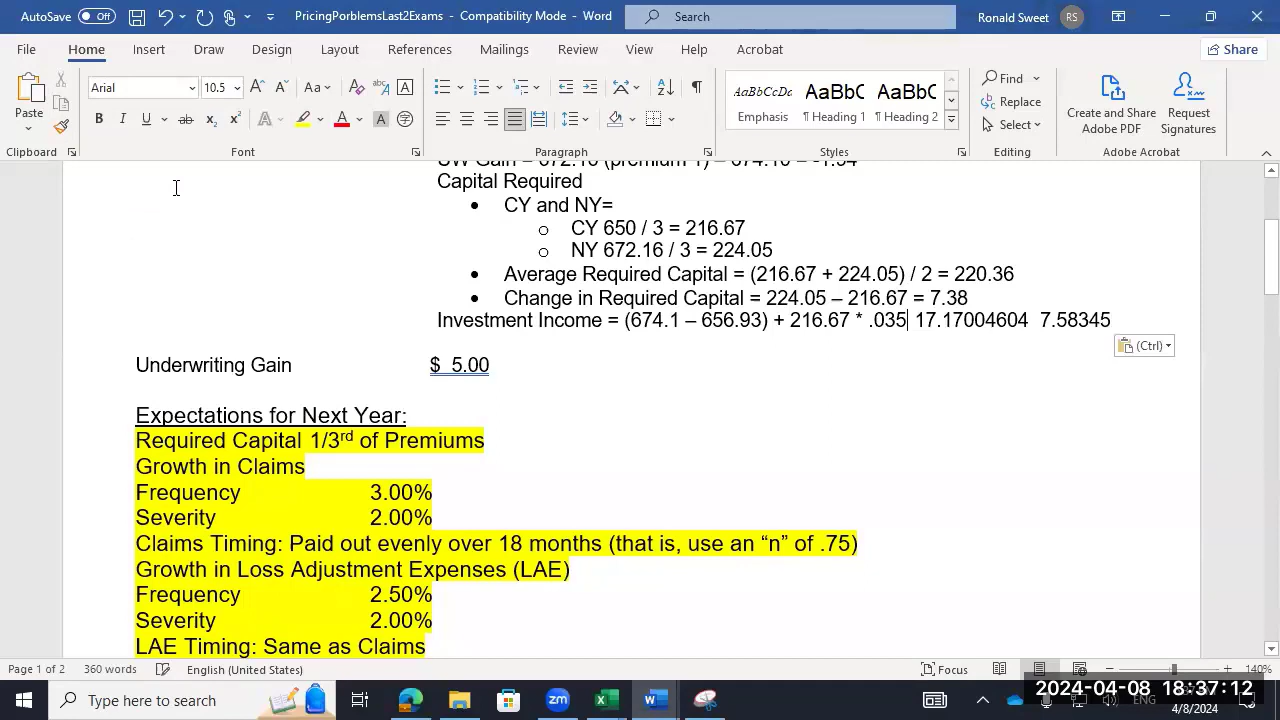 AutoSave Off PricingPorblemsLast2Exams - Compatibility Mode - Word Search Ronald Sweet RS
File Home Insert Draw Design Layout References Mailings Review View Help Acrobat Share
Paste Arial 10.5 Aa AaBbCcDc AaBbC AaBbC Find
Emphasis ¶ Heading 1 ¶ Heading 2 Replace Create and Share Request
B I U ab x2 x2 A A A Select Adobe PDF Signatures
Clipboard Font Paragraph Styles Editing Adobe Acrobat
Capital Required
• CY and NY=
o CY 650 / 3 = 216.67
o NY 672.16 / 3 = 224.05
• Average Required Capital = (216.67 + 224.05) / 2 = 220.36
• Change in Required Capital = 224.05 – 216.67 = 7.38
Investment Income = (674.1 – 656.93) + 216.67 * .035 17.17004604 7.58345
(Ctrl)
Underwriting Gain $ 5.00
Expectations for Next Year:
Required Capital 1/3rd of Premiums
Growth in Claims
Frequency 3.00%
Severity 2.00%
Claims Timing: Paid out evenly over 18 months (that is, use an “n” of .75)
Growth in Loss Adjustment Expenses (LAE)
Frequency 2.50%
Severity 2.00%
LAE Timing: Same as Claims
Page 1 of 2 360 words English (United States) Focus 140%
Type here to search
2024-04-08 18:37:12
ENG
4/8/2024